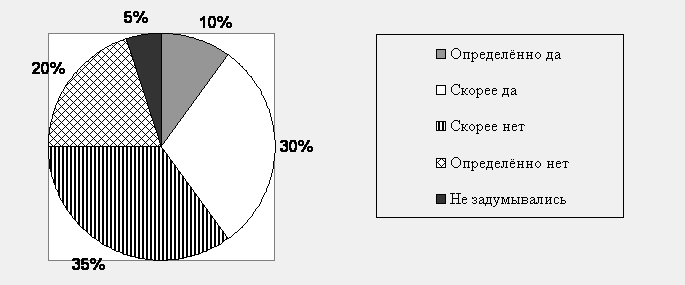 5%
10%
20%
30%
35%
Определённо да
Скорее да
Скорее нет
Определённо нет
Не задумывались